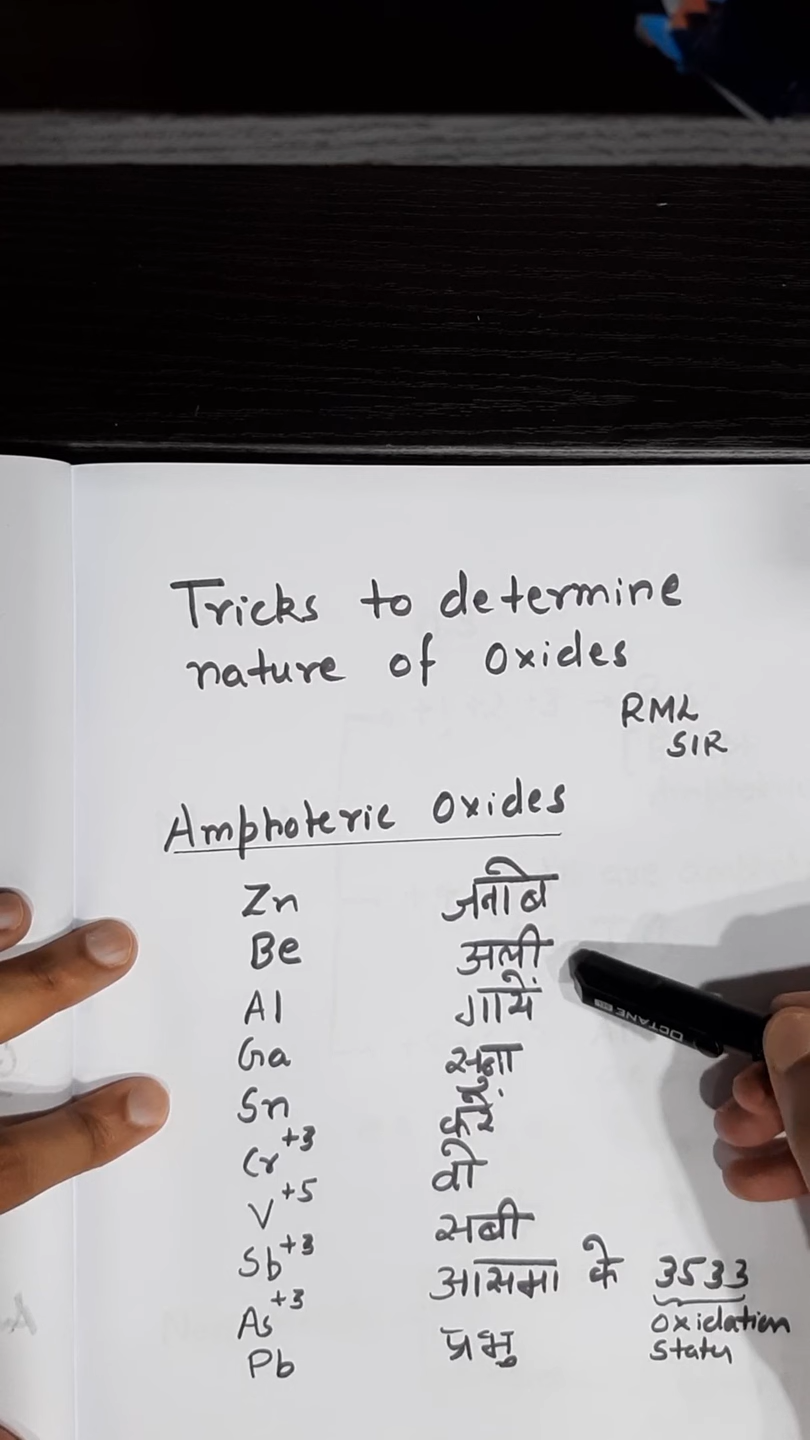 Tricks to determine
nature of oxides
RML
SIR
Amphoteric oxides
Zn जनाबे
Be अली
Al गायें
Ga सुना
Sn करें
Cr+3 वो
V+5 सबी
Sb+3 आसमा के 3533
As+3 oxidation
Pb प्रभु states
OCTANE